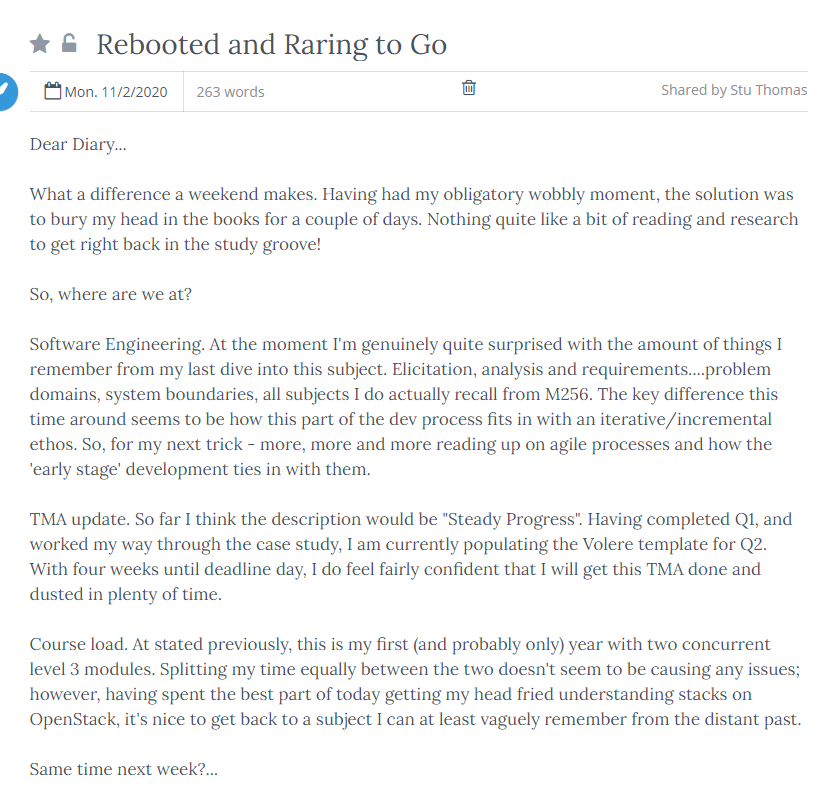 Rebooted and Raring to Go
Mon. 11/2/2020
263 words
Shared by Stu Thomas
Dear Diary...
What a difference a weekend makes. Having had my obligatory wobbly moment, the solution was
to bury my head in the books for a couple of days. Nothing quite like a bit of reading and research
to get right back in the study groove!
So, where are we at?
Software Engineering. At the moment I'm genuinely quite surprised with the amount of things I
remember from my last dive into this subject. Elicitation, analysis and requirements....problem
domains, system boundaries, all subjects I do actually recall from M256. The key difference this
time around seems to be how this part of the dev process fits in with an iterative/incremental
ethos. So, for my next trick - more, more and more reading up on agile processes and how the
'early stage' development ties in with them.
TMA update. So far I think the description would be "Steady Progress". Having completed Q1, and
worked my way through the case study, I am currently populating the Volere template for Q2.
With four weeks until deadline day, I do feel fairly confident that I will get this TMA done and
dusted in plenty of time.
Course load. At stated previously, this is my first (and probably only) year with two concurrent
level 3 modules. Splitting my time equally between the two doesn't seem to be causing any issues;
however, having spent the best part of today getting my head fried understanding stacks on
OpenStack, it's nice to get back to a subject I can at least vaguely remember from the distant past.
Same time next week?...